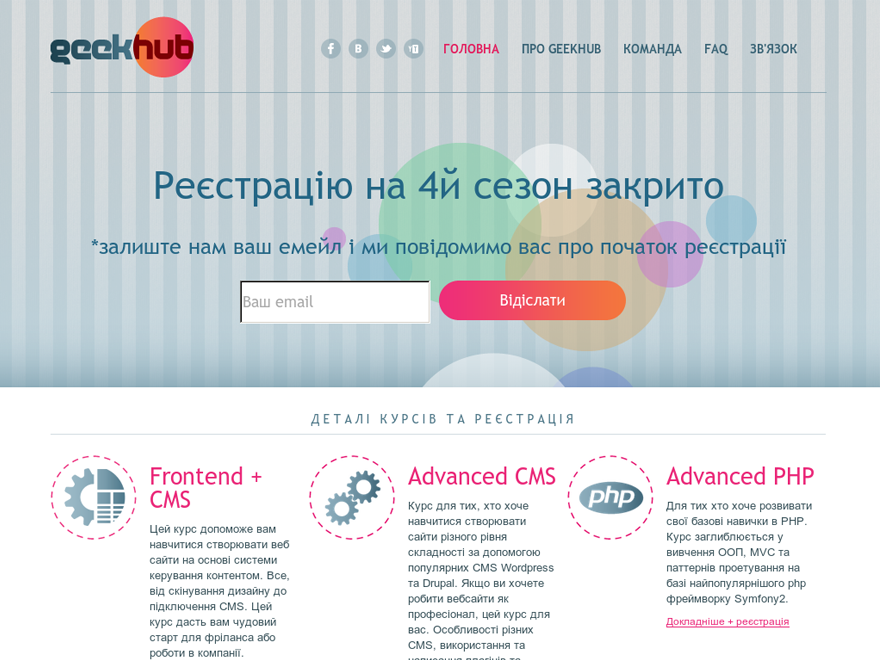 geekhub
ГОЛОВНА
ПРО GEEKHUB
КОМАНДА
FAQ
ЗВ'ЯЗОК
Реєстрацію на 4й сезон закрито
*залиште нам ваш емейл і ми повідомимо вас про початок реєстрації
Ваш email
Відіслати
ДЕТАЛІ КУРСІВ ТА РЕЄСТРАЦІЯ
Frontend +
CMS
Цей курс допоможе вам
навчитися створювати веб
сайти на основі системи
керування контентом. Все,
від скінування дизайну до
підключення CMS. Цей
курс дасть вам чудовий
старт для фріланса або
роботи в компанії.
Advanced CMS
Курс для тих, хто хоче
навчитися створювати
сайти різного рівня
складності за допомогою
популярних CMS Wordpress
та Drupal. Якщо ви хочете
робити вебсайти як
професіонал, цей курс для
вас. Особливості різних
CMS, використання та
написання плагінів та
php
Advanced PHP
Для тих хто хоче розвивати
свої базові навички в PHP.
Курс заглиблюється у
вивчення ООП, MVC та
паттернів проетування на
базі найпопулярнішого php
фреймворку Symfony2.
Докладніше + реєстрація